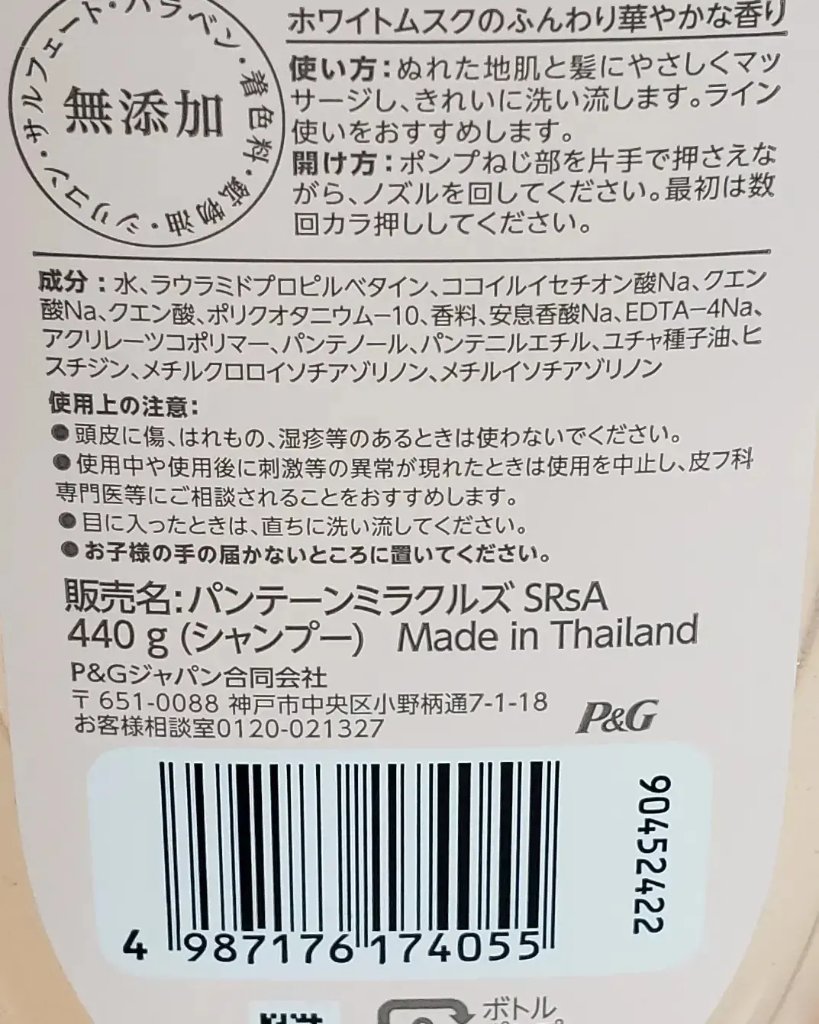 サルフェート・パラベン・着色料・鉱物油・シリコン・
無添加
ホワイトムスクのふんわり華やかな香り
使い方：ぬれた地肌と髪にやさしくマッ
サージし、きれいに洗い流します。ライン
使いをおすすめします。
開け方：ポンプねじ部を片手で押さえな
がら、ノズルを回してください。最初は数
回カラ押ししてください。
成分：水、ラウラミドプロピルベタイン、ココイルイセチオン酸Na、クエン
酸Na、クエン酸、ポリクオタニウム−10、香料、安息香酸Na、EDTA−4Na、
アクリレーツコポリマー、パンテノール、パンテニルエチル、ユチャ種子油、ヒ
スチジン、メチルクロロイソチアゾリノン、メチルイソチアゾリノン
使用上の注意：
●頭皮に傷、はれもの、湿疹等のあるときは使わないでください。
●使用中や使用後に刺激等の異常が現れたときは使用を中止し、皮フ科
専門医等にご相談されることをおすすめします。
●目に入ったときは、直ちに洗い流してください。
●お子様の手の届かないところに置いてください。
販売名：パンテーンミラクルズ SRsA
440 g (シャンプー) Made in Thailand
P&Gジャパン合同会社
〒 651-0088 神戸市中央区小野柄通7-1-18
お客様相談室0120-021327
P&G
90452422
4 987176 174055
ボトル